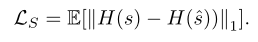 $\mathcal{L}_S = \mathbb{E}[\|H(s) - H(\hat{s}))\|_1].$